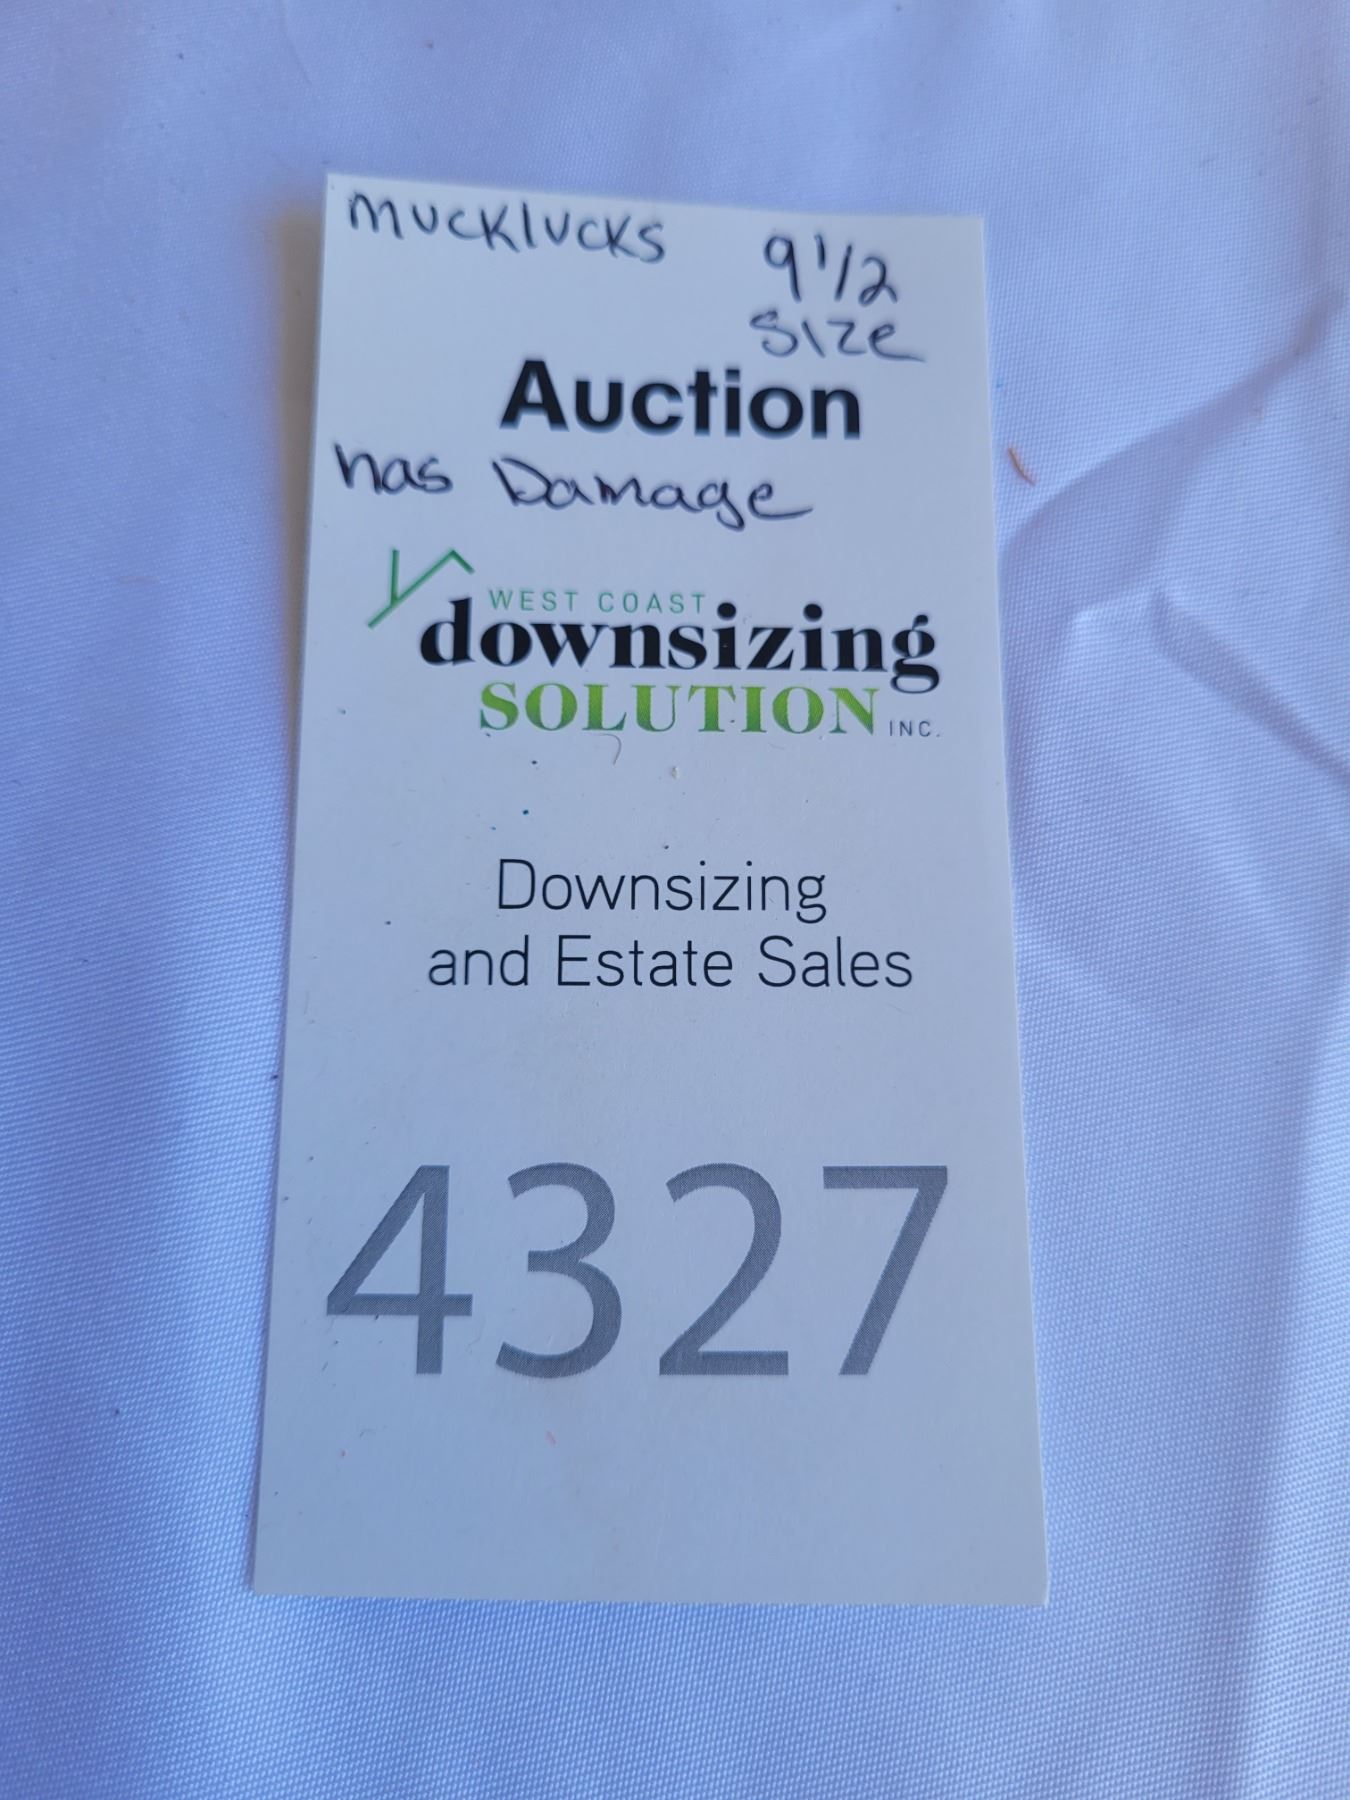 mucklucks 9 1/2
size
Auction
has Damage
WEST COAST
downsizing
SOLUTION INC.
Downsizing
and Estate Sales
4327